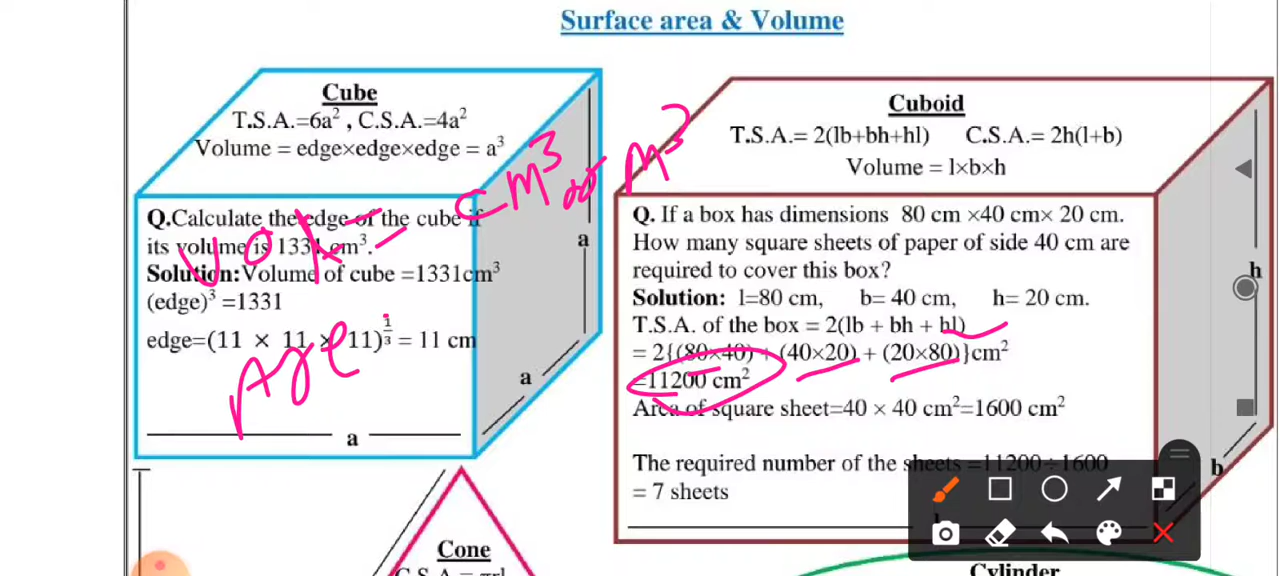 Surface area & Volume
Cube
T.S.A.=6a² , C.S.A.=4a²
Volume = edge×edge×edge = a³
Q.Calculate the edge of the cube if
its volume is 1331 cm³.
Solution:Volume of cube =1331cm³
(edge)³ =1331
edge=(11 × 11 × 11)^(1/3) = 11 cm
a
a
a
cm³ or m³
Cuboid
T.S.A.= 2(lb+bh+hl) C.S.A.= 2h(l+b)
Volume = l×b×h
Q. If a box has dimensions 80 cm ×40 cm× 20 cm.
How many square sheets of paper of side 40 cm are
required to cover this box?
Solution: l=80 cm, b= 40 cm, h= 20 cm.
T.S.A. of the box = 2(lb + bh + hl)
= 2{(80×40) + (40×20) + (20×80)}cm²
=11200 cm²
Area of square sheet=40 × 40 cm²=1600 cm²
The required number of the sheets =11200÷1600
= 7 sheets
h
b
Cone
Cylinder